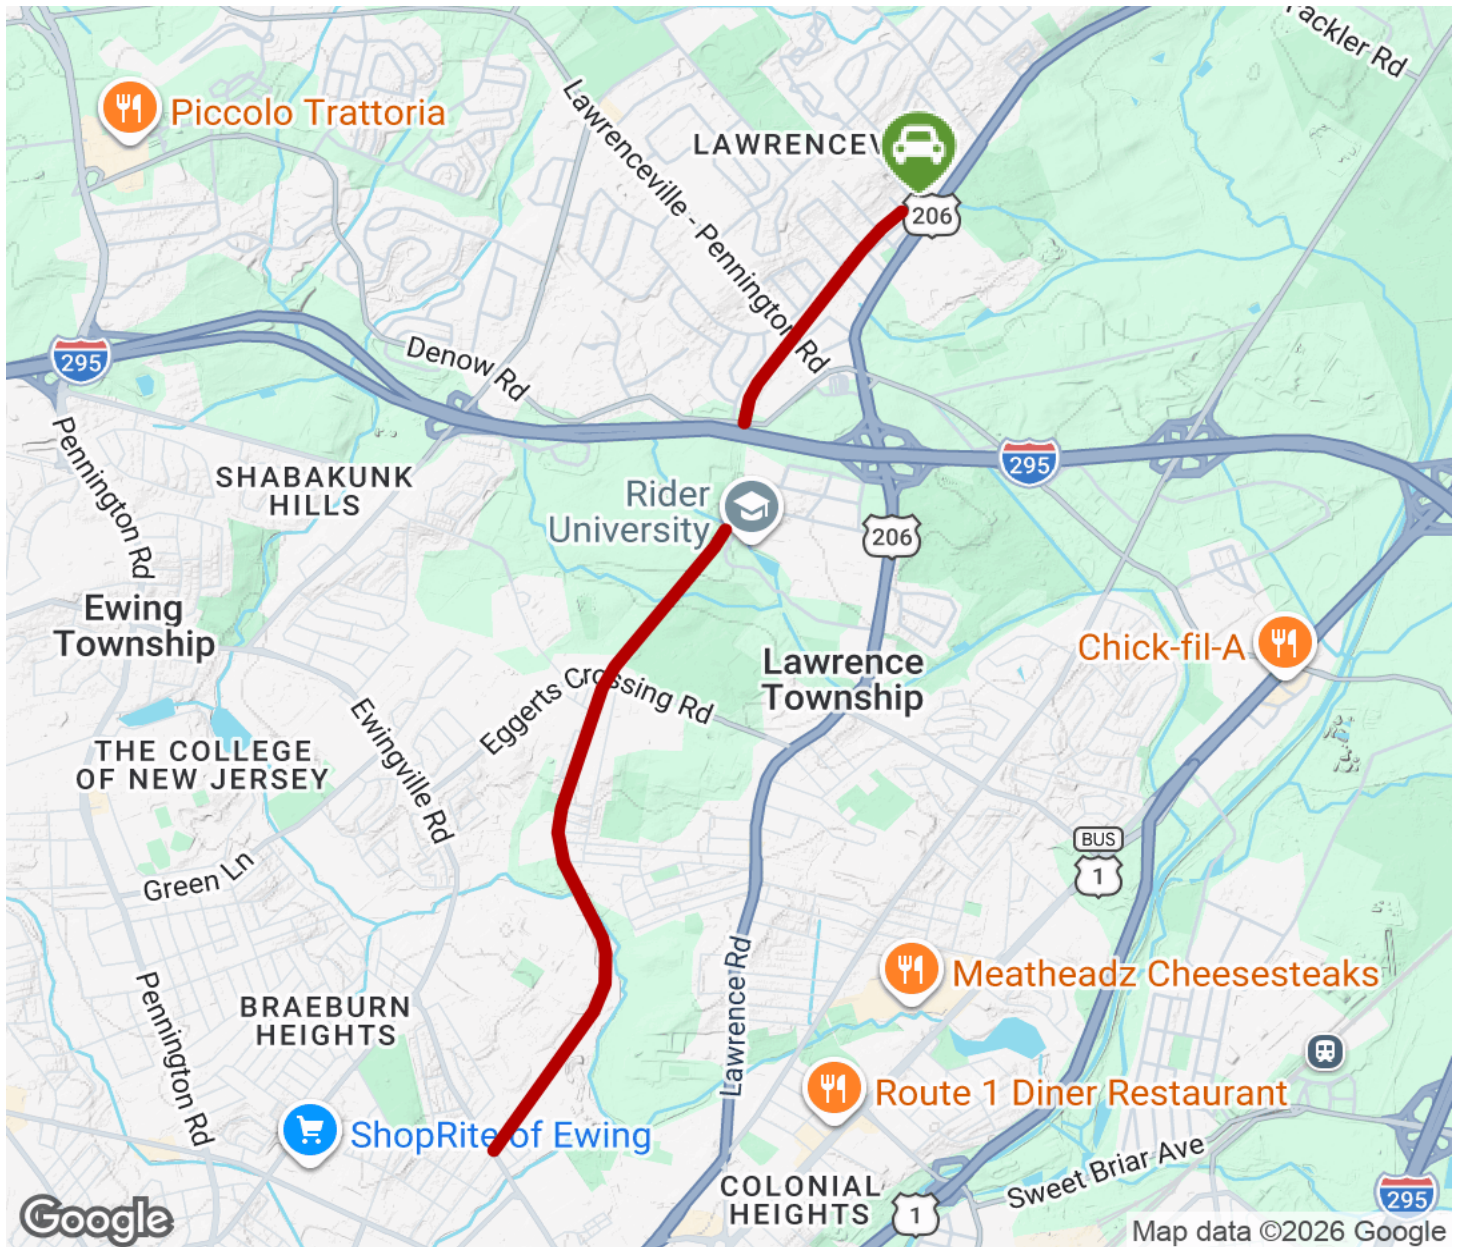 Fackler Rd
Piccolo Trattoria
Lawrenceville - Pennington Rd
LAWRENCEV
206
295
Denow Rd
Pennington Rd
SHABAKUNK
HILLS
295
Rider
University
206
Ewing
Township
Chick-fil-A
Lawrence
Township
Eggerts Crossing Rd
Ewingville Rd
THE COLLEGE
OF NEW JERSEY
BUS
1
Green Ln
Lawrence Rd
Meatheadz Cheesesteaks
Pennington Rd
BRAEBURN
HEIGHTS
Route 1 Diner Restaurant
ShopRite of Ewing
Sweet Briar Ave
COLONIAL
HEIGHTS
1
295
Google
Map data ©2026 Google